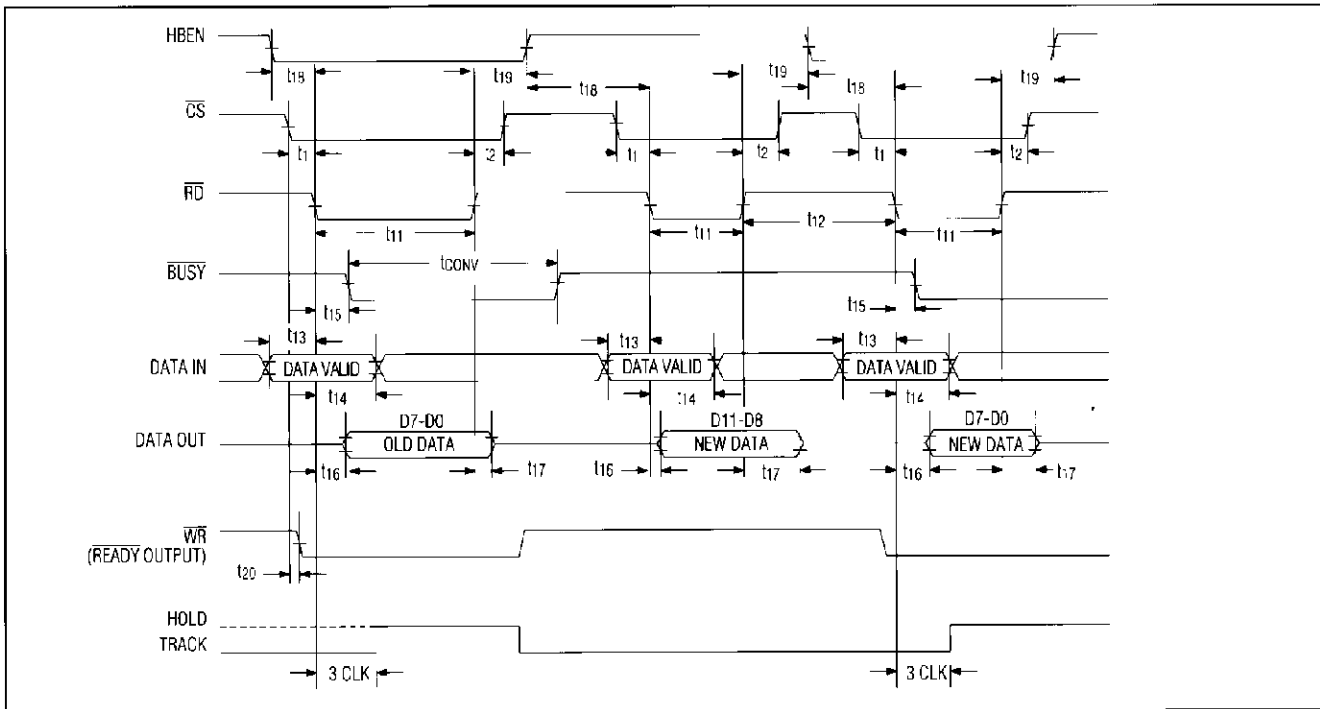 HBEN
t18 t19 t18 t19 t18 t19
CS
t1 t2 t1 t2 t1 t2
RD
t11 t11 t12 t11
tCONV
BUSY
t15 t15
t13 t13 t13
DATA IN DATA VALID DATA VALID DATA VALID
t14 t14 t14
D7-D0 D11-D8 D7-D0
DATA OUT OLD DATA NEW DATA NEW DATA
t16 t17 t16 t17 t16 t17
WR
(READY OUTPUT)
t20
HOLD
TRACK
3 CLK 3 CLK